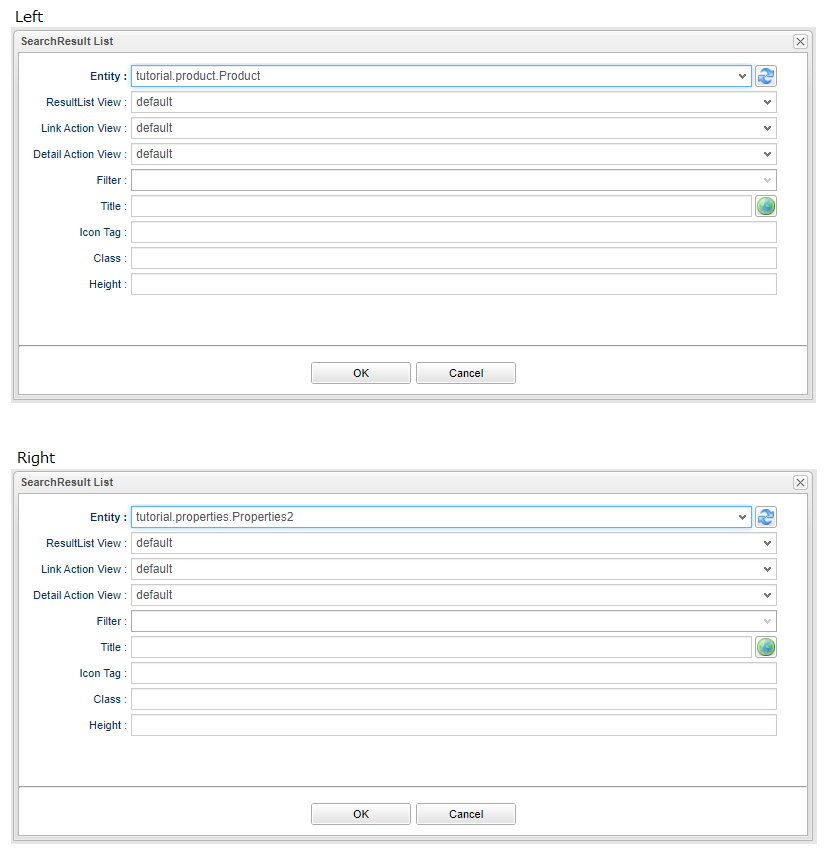 Left
SearchResult List
Entity : tutorial.product.Product
ResultList View : default
Link Action View : default
Detail Action View : default
Filter :
Title :
Icon Tag :
Class :
Height :
OK Cancel
Right
SearchResult List
Entity : tutorial.properties.Properties2
ResultList View : default
Link Action View : default
Detail Action View : default
Filter :
Title :
Icon Tag :
Class :
Height :
OK Cancel